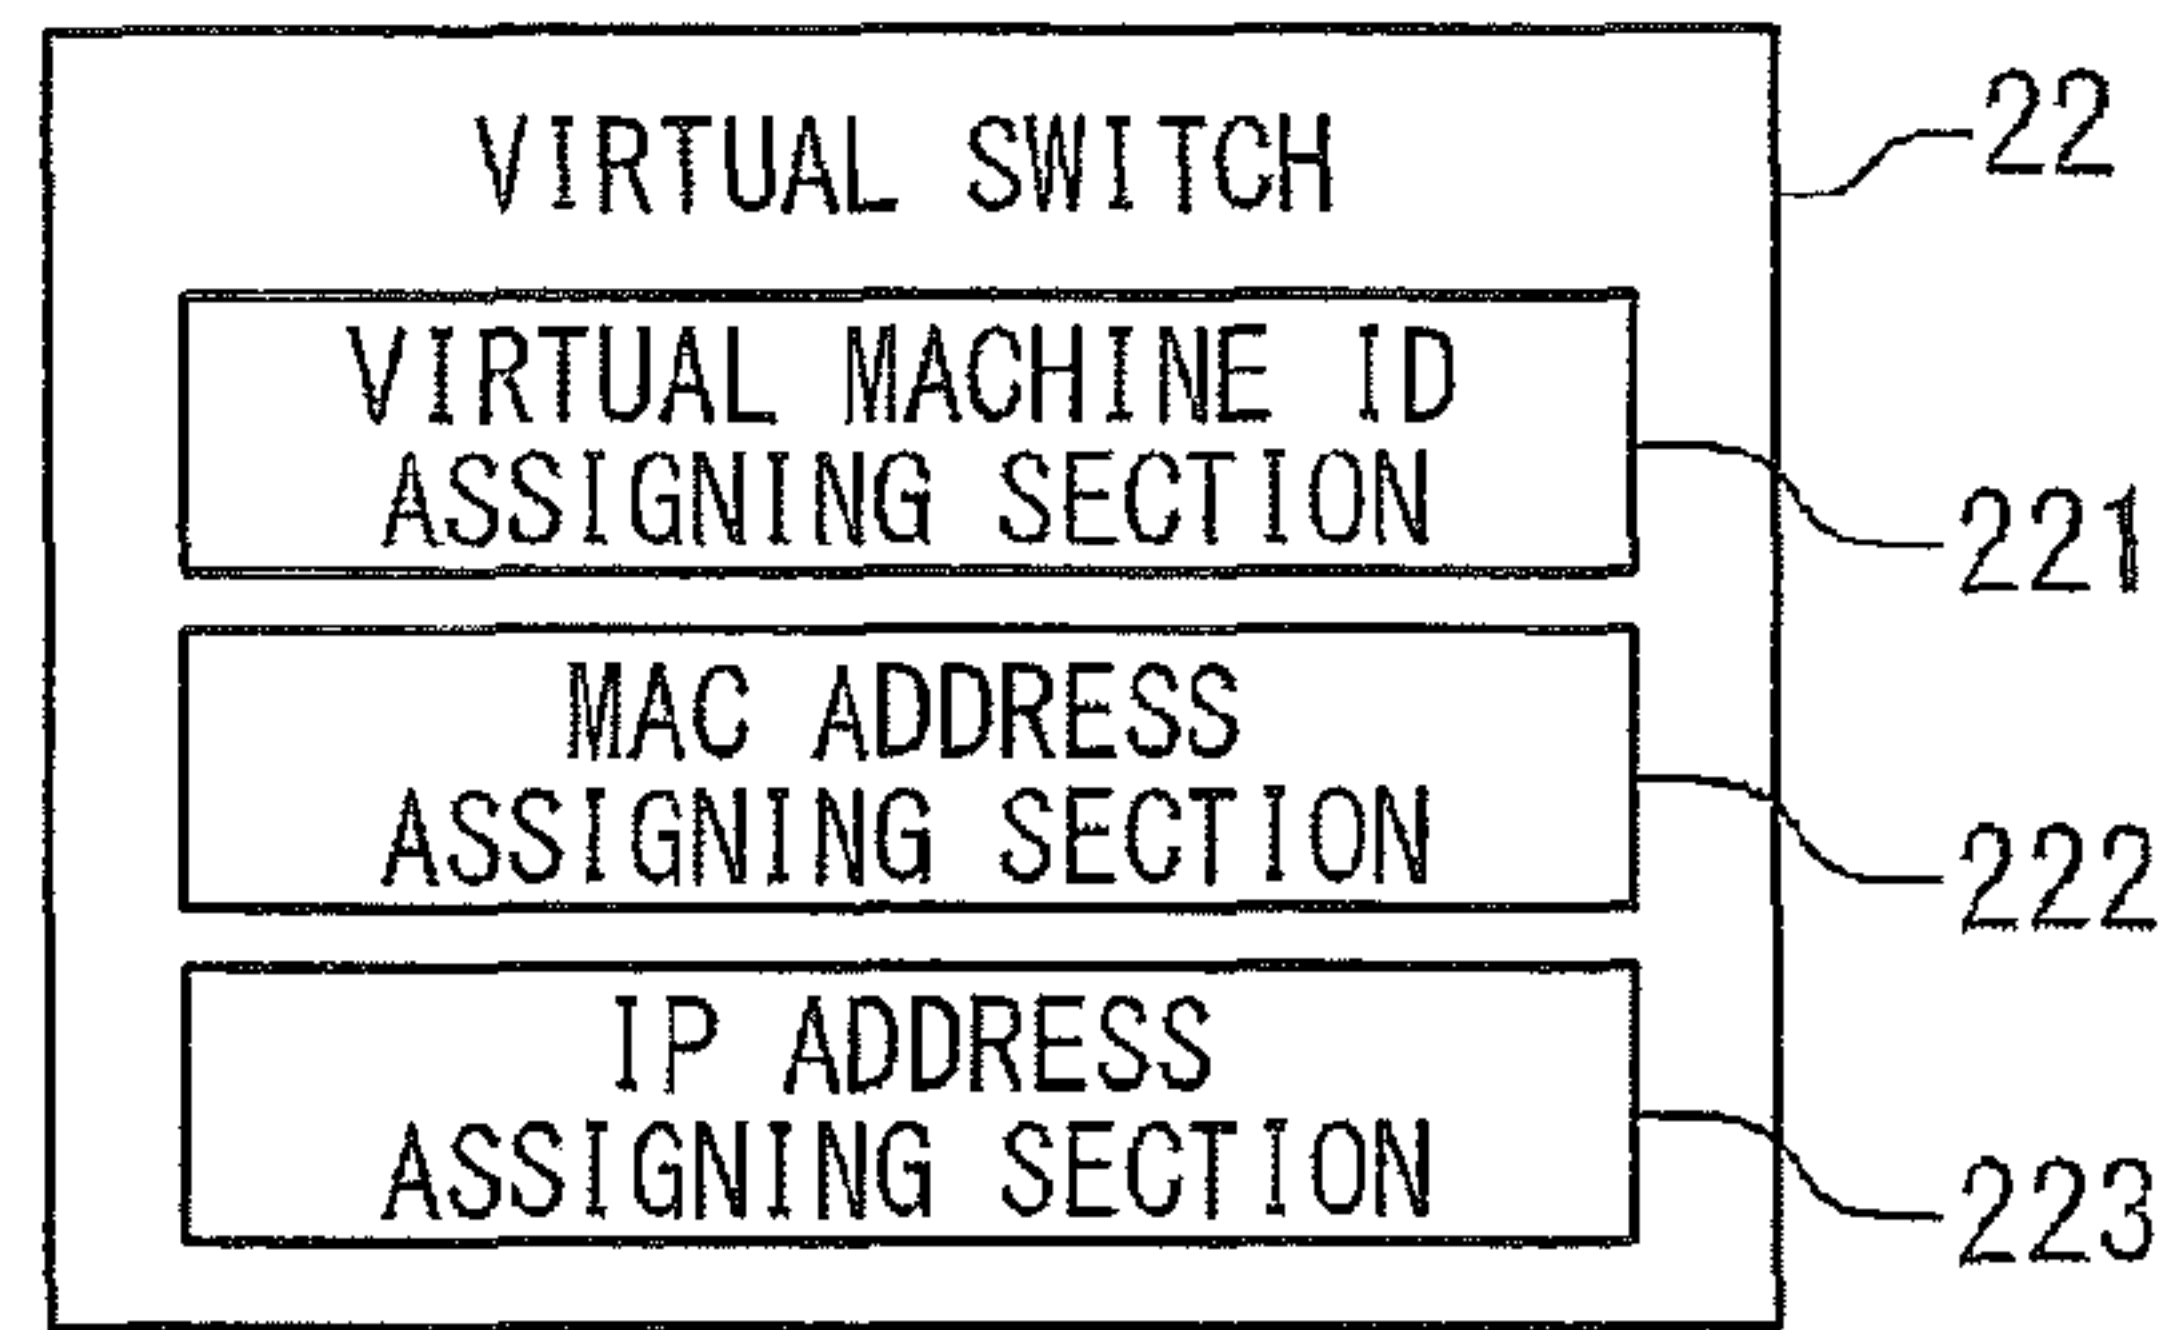 VIRTUAL SWITCH
22
VIRTUAL MACHINE ID
ASSIGNING SECTION
221
MAC ADDRESS
ASSIGNING SECTION
222
IP ADDRESS
ASSIGNING SECTION
223